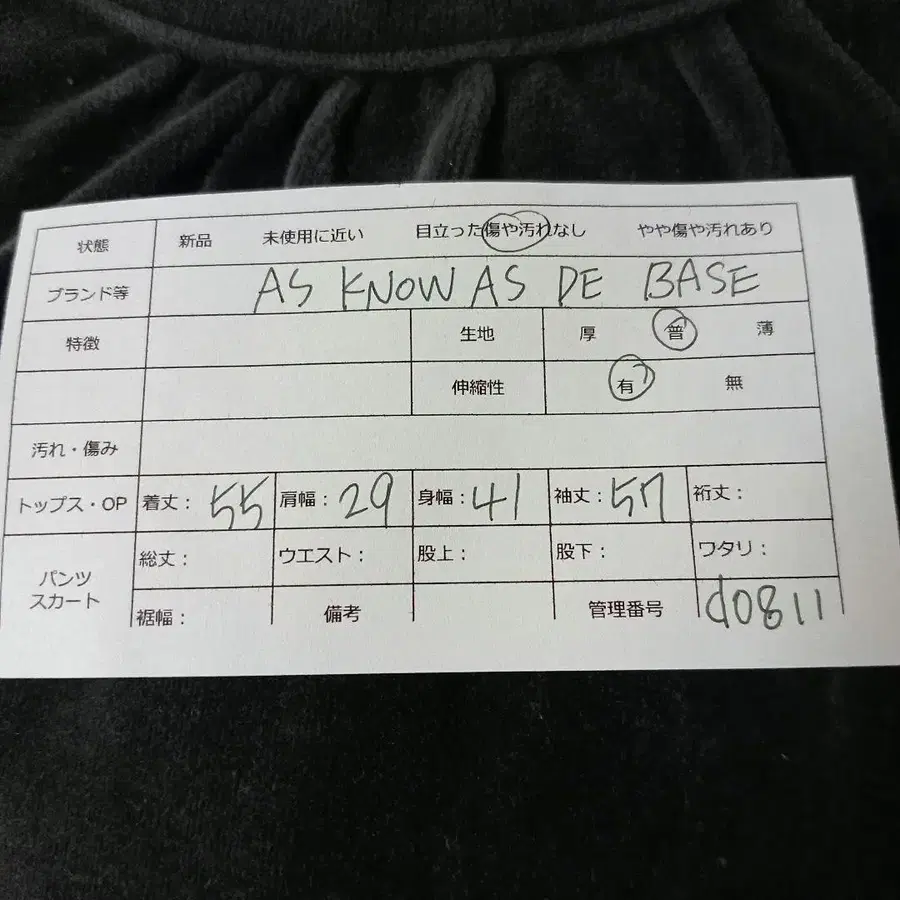 状態 新品 未使用に近い 目立った傷や汚れなし やや傷や汚れあり
ブランド等 AS KNOW AS DE BASE
特徴 生地 厚 普 薄
伸縮性 有 無
汚れ・傷み
トップス・OP 着丈：55 肩幅：29 身幅：41 袖丈：57 裄丈：
パンツ スカート 総丈： ウエスト： 股上： 股下： ワタリ：
裾幅： 備考 管理番号 d0811